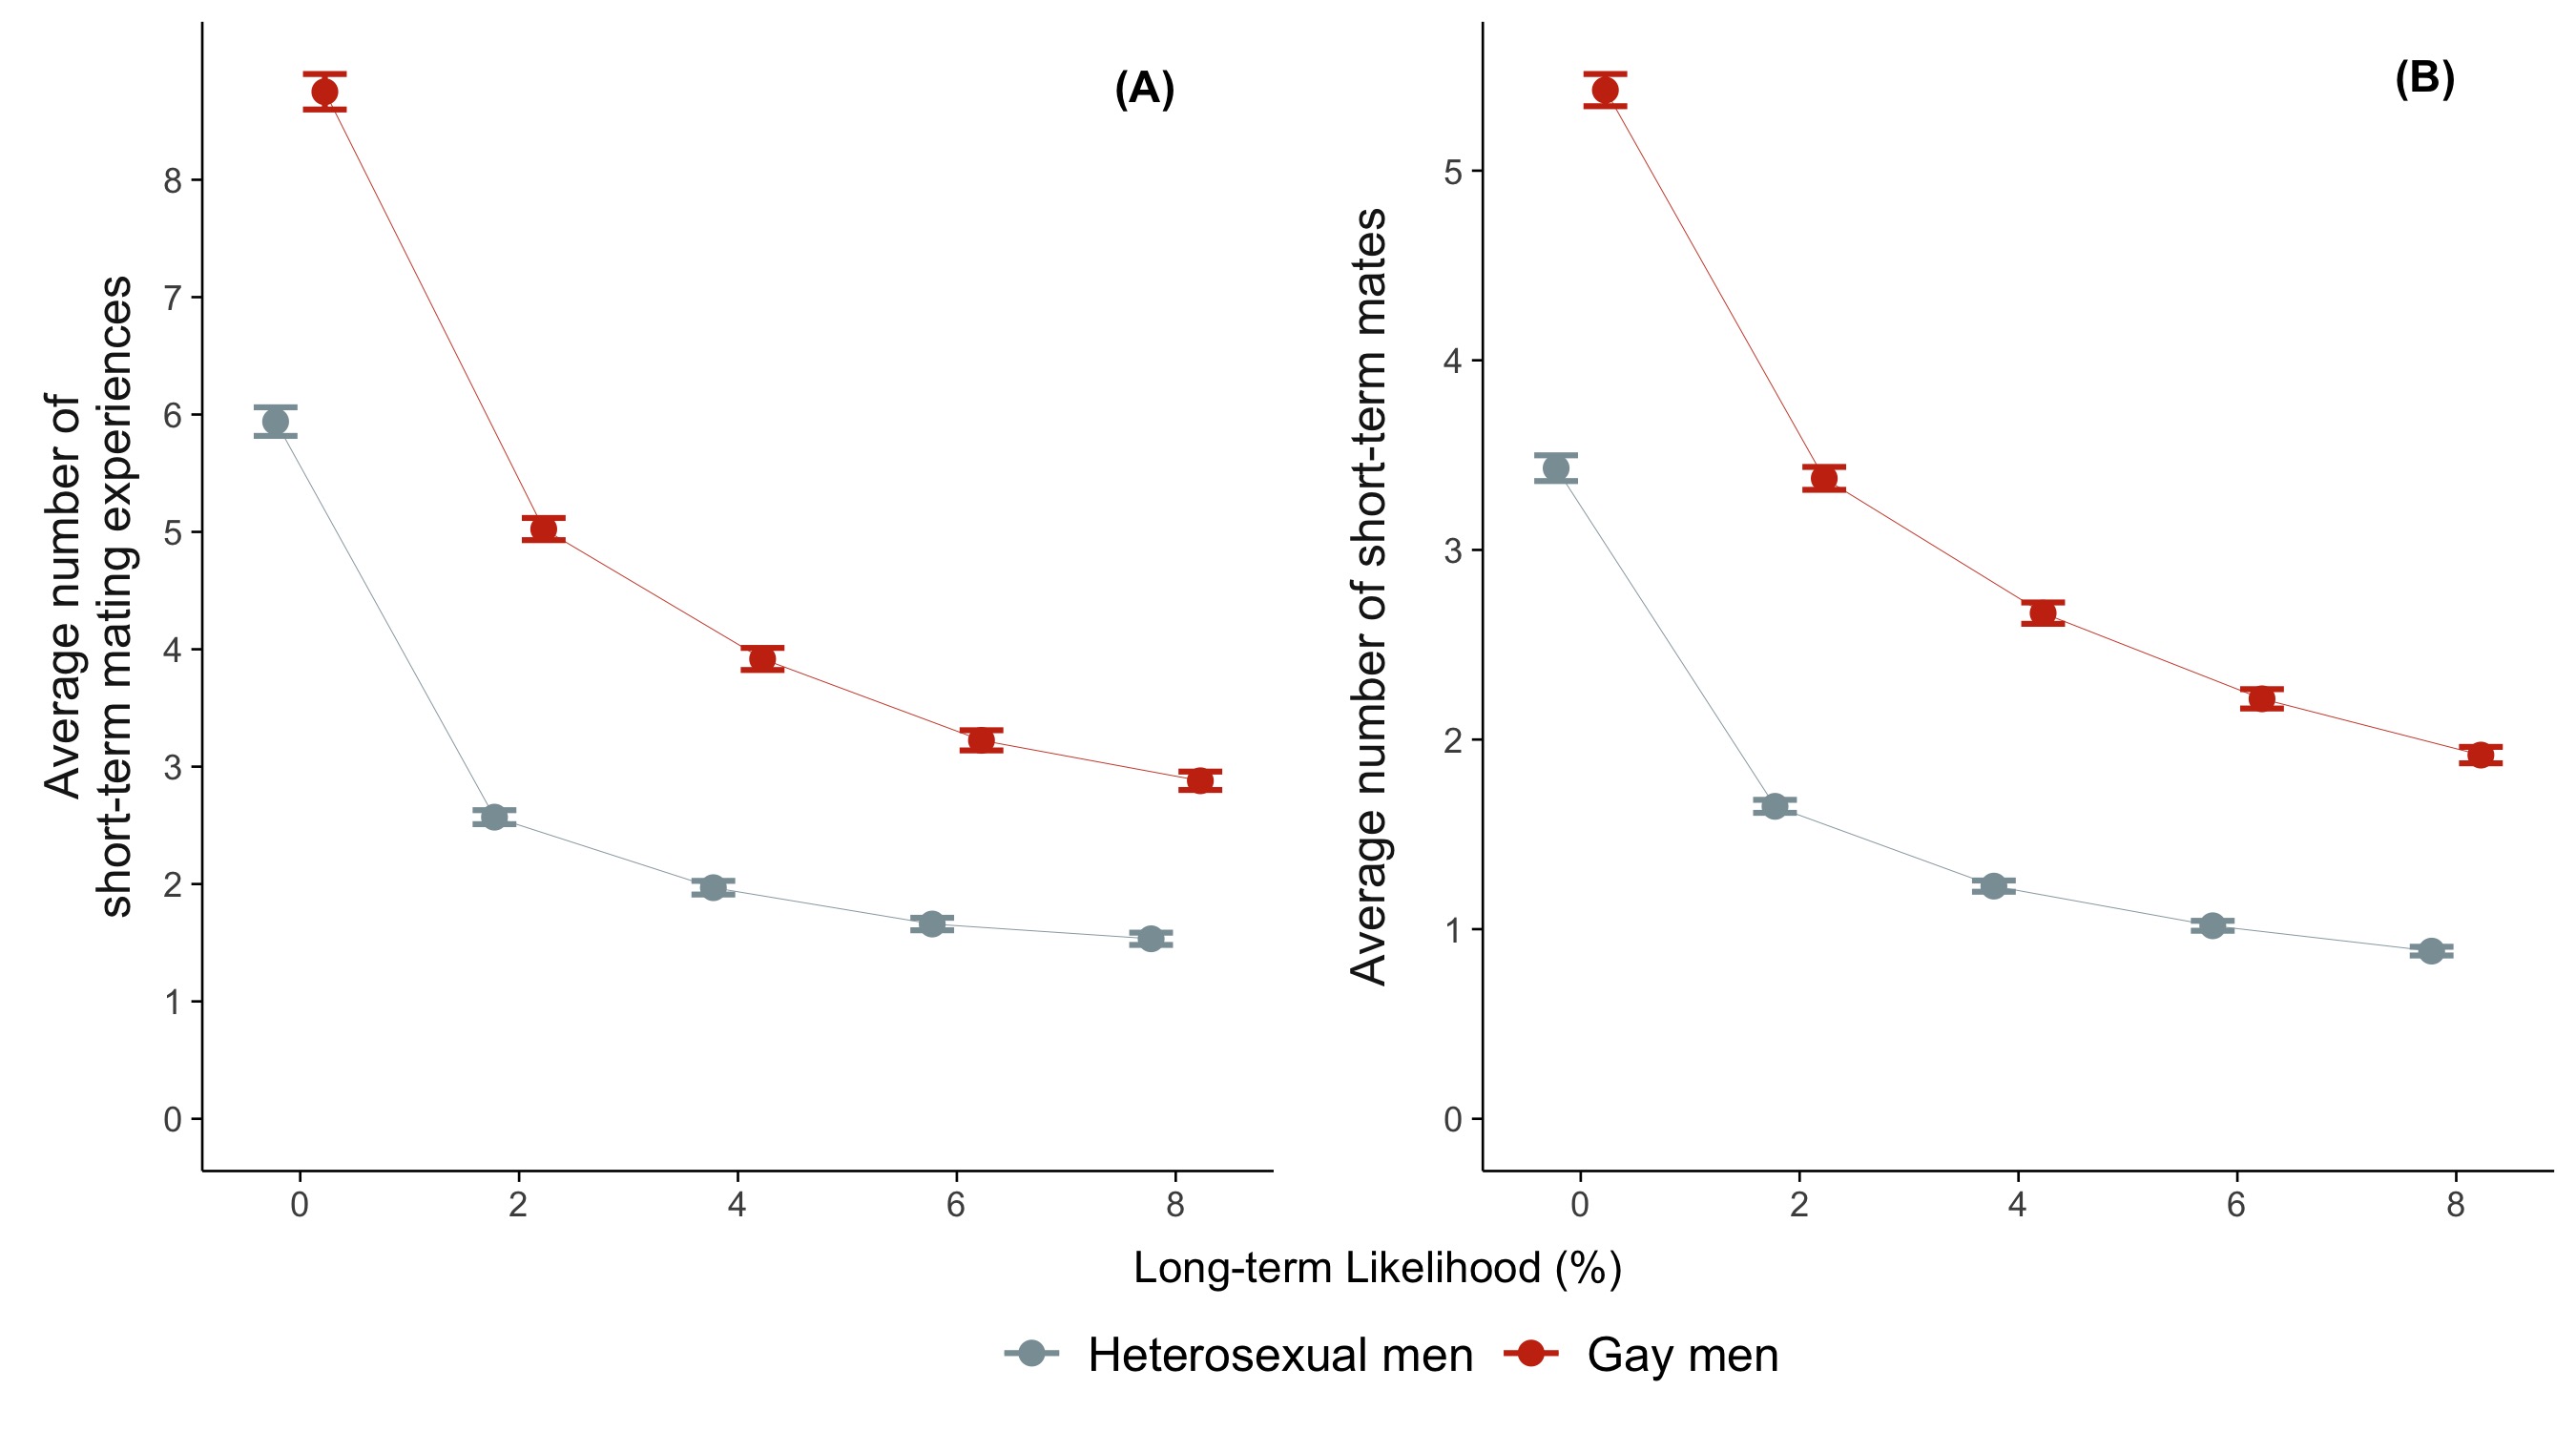 (A)
Average number of
short-term mating experiences
8
7
6
5
4
3
2
1
0
0 2 4 6 8
(B)
Average number of short-term mates
5
4
3
2
1
0
0 2 4 6 8
Long-term Likelihood (%)
Heterosexual men Gay men